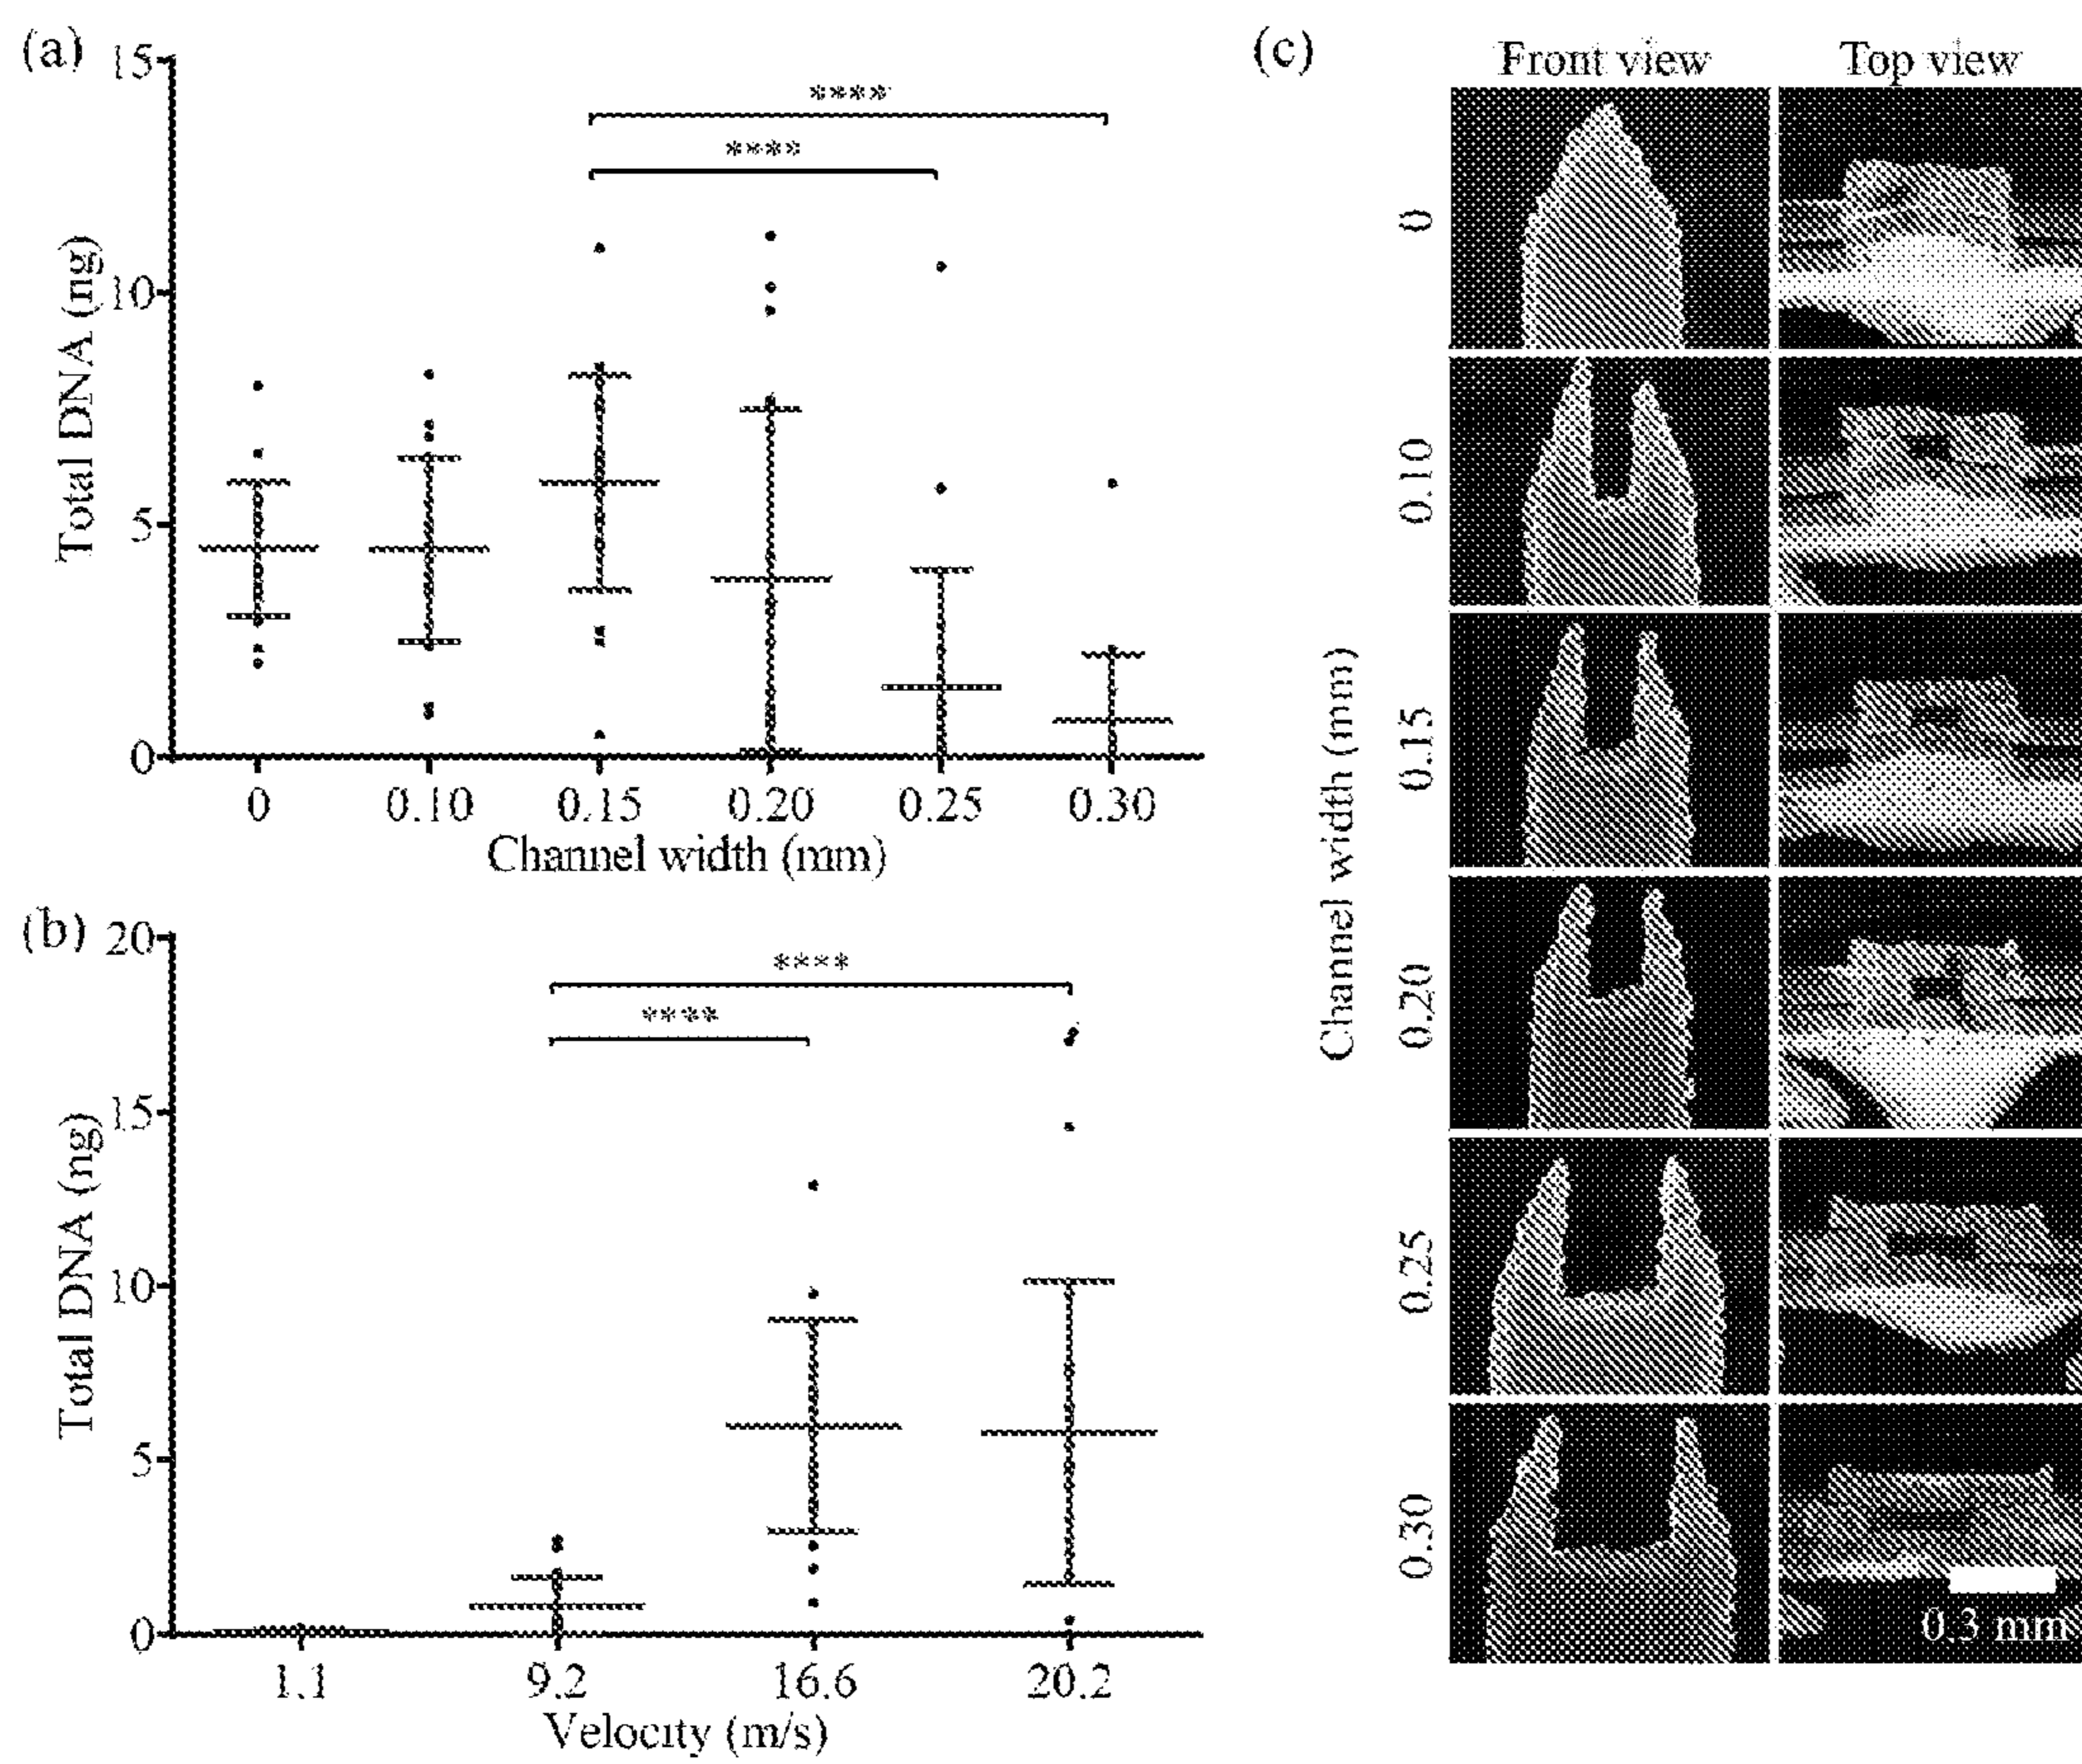 (a)
15
10
5
0
Total DNA (ng)
****
****
0 0.10 0.15 0.20 0.25 0.30
Channel width (mm)
(b)
20
15
10
5
0
Total DNA (ng)
****
****
1.1 9.2 16.6 20.2
Velocity (m/s)
(c)
Front view Top view
Channel width (mm)
0
0.10
0.15
0.20
0.25
0.30
0.3 mm